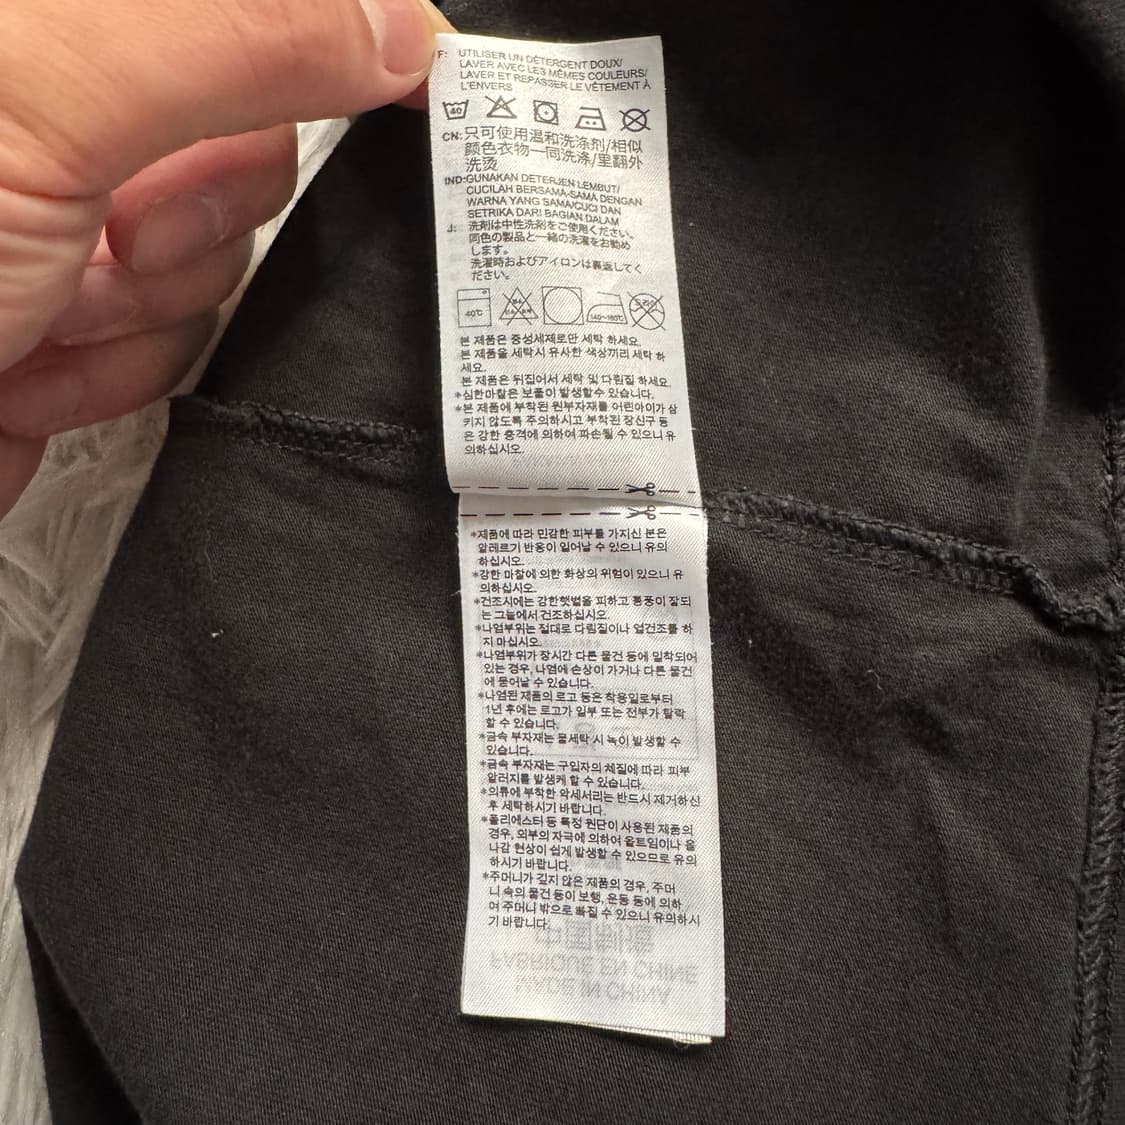 F: UTILISER UN DÉTERGENT DOUX/
LAVER AVEC LES MÊMES COULEURS/
LAVER ET REPASSER LE VÊTEMENT À
L'ENVERS
40
CN: 只可使用温和洗涤剂/相似
颜色衣物一同洗涤/里翻外
洗烫
IND: GUNAKAN DETERJEN LEMBUT/
CUCILAH BERSAMA-SAMA DENGAN
WARNA YANG SAMA/CUCI DAN
SETRIKA DARI BAGIAN DALAM
J: 洗剤は中性洗剤をご使用ください。
同色の製品と一緒の洗濯をお勧め
します。
洗濯時およびアイロンは裏返してく
ださい。
40℃
140~160℃
드라이
본 제품은 중성세제로만 세탁 하세요.
본 제품을 세탁시 유사한 색상끼리 세탁 하
세요.
본 제품은 뒤집어서 세탁 및 다림질 하세요.
*심한마찰은 보풀이 발생할수 있습니다.
*본 제품에 부착된 원부자재를 어린아이가 삼
키지 않도록 주의하시고 부착된 장신구 등
은 강한 충격에 의하여 파손될 수 있으니 유
의하십시오.
*제품에 따라 민감한 피부를 가지신 분은
알레르기 반응이 일어날 수 있으니 유의
하십시오.
*강한 마찰에 의한 화상의 위험이 있으니 유
의하십시오.
*건조시에는 강한햇볕을 피하고 통풍이 잘되
는 그늘에서 건조하십시오.
*나염부위는 절대로 다림질이나 열건조를 하
지 마십시오.
*나염부위가 장시간 다른 물건 등에 밀착되어
있는 경우, 나염에 손상이 가거나 다른 물건
에 묻어날 수 있습니다.
*나염된 제품의 로고 등은 착용일로부터
1년 후에는 로고가 일부 또는 전부가 탈락
할 수 있습니다.
*금속 부자재는 물세탁 시 녹이 발생할 수
있습니다.
*금속 부자재는 구입자의 체질에 따라 피부
알러지를 발생케 할 수 있습니다.
*의류에 부착한 악세서리는 반드시 제거하신
후 세탁하시기 바랍니다.
*폴리에스터 등 특정 원단이 사용된 제품의
경우, 외부의 자극에 의하여 올트임이나 올
나감 현상이 쉽게 발생할 수 있으므로 유의
하시기 바랍니다.
*주머니가 깊지 않은 제품의 경우, 주머
니 속의 물건 등이 보행, 운동 등에 의하
여 주머니 밖으로 빠질 수 있으니 유의하시
기 바랍니다.
中国制造
FABRIQUÉ EN CHINE
MADE IN CHINA